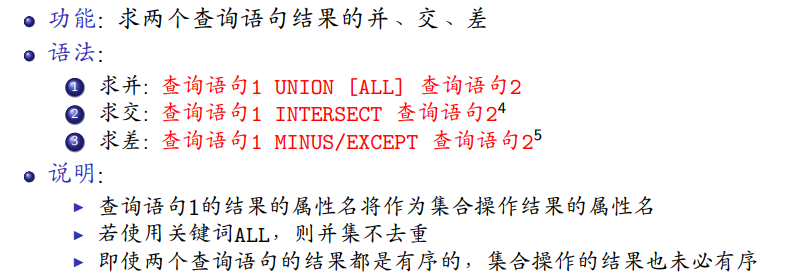 功能: 求两个查询语句结果的并、交、差
语法:
1 求并: 查询语句1 UNION [ALL] 查询语句2
2 求交: 查询语句1 INTERSECT 查询语句2⁴
3 求差: 查询语句1 MINUS/EXCEPT 查询语句2⁵
说明:
查询语句1的结果的属性名将作为集合操作结果的属性名
若使用关键词ALL，则并集不去重
即使两个查询语句的结果都是有序的，集合操作的结果也未必有序